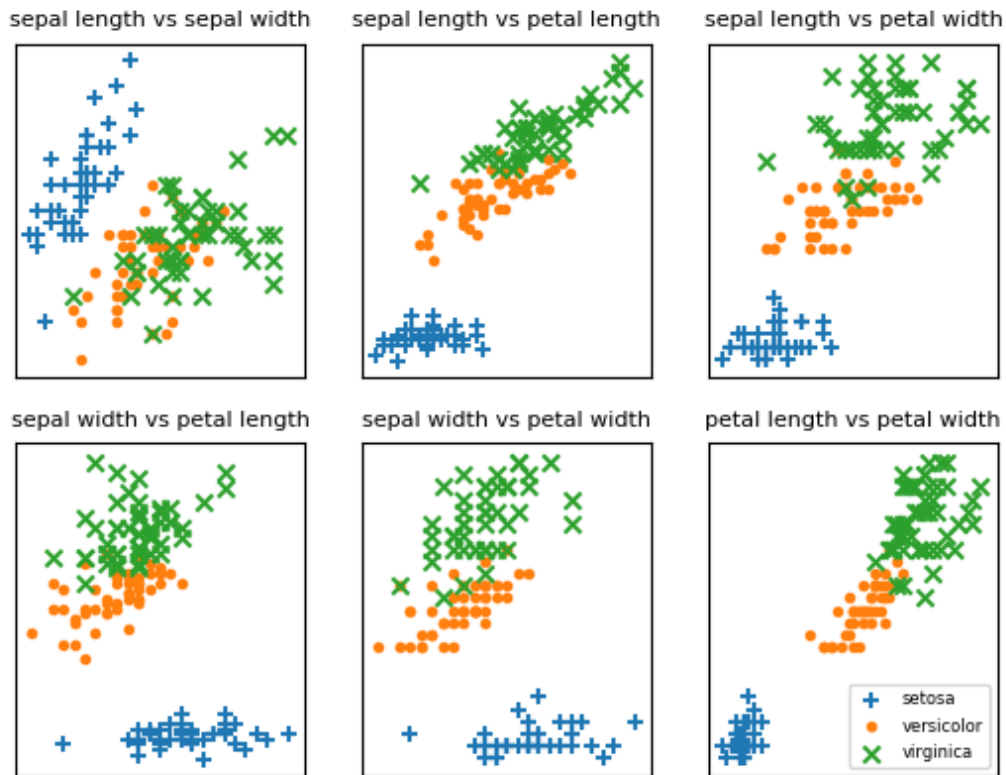 sepal length vs sepal width
sepal length vs petal length
sepal length vs petal width
sepal width vs petal length
sepal width vs petal width
petal length vs petal width
setosa
versicolor
virginica